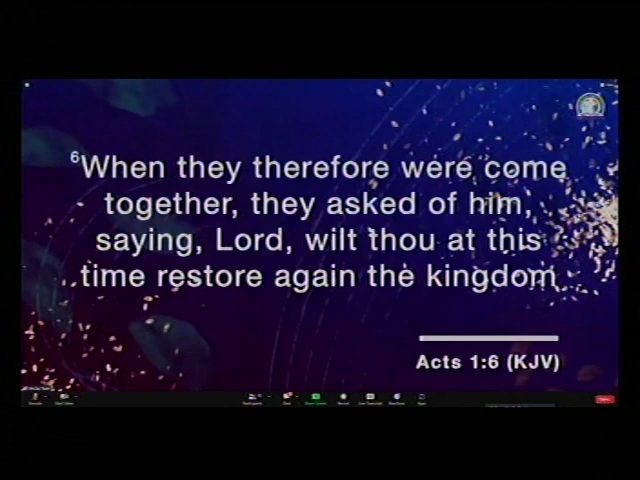 ⁶When they therefore were come
together, they asked of him,
saying, Lord, wilt thou at this
time restore again the kingdom
Acts 1:6 (KJV)